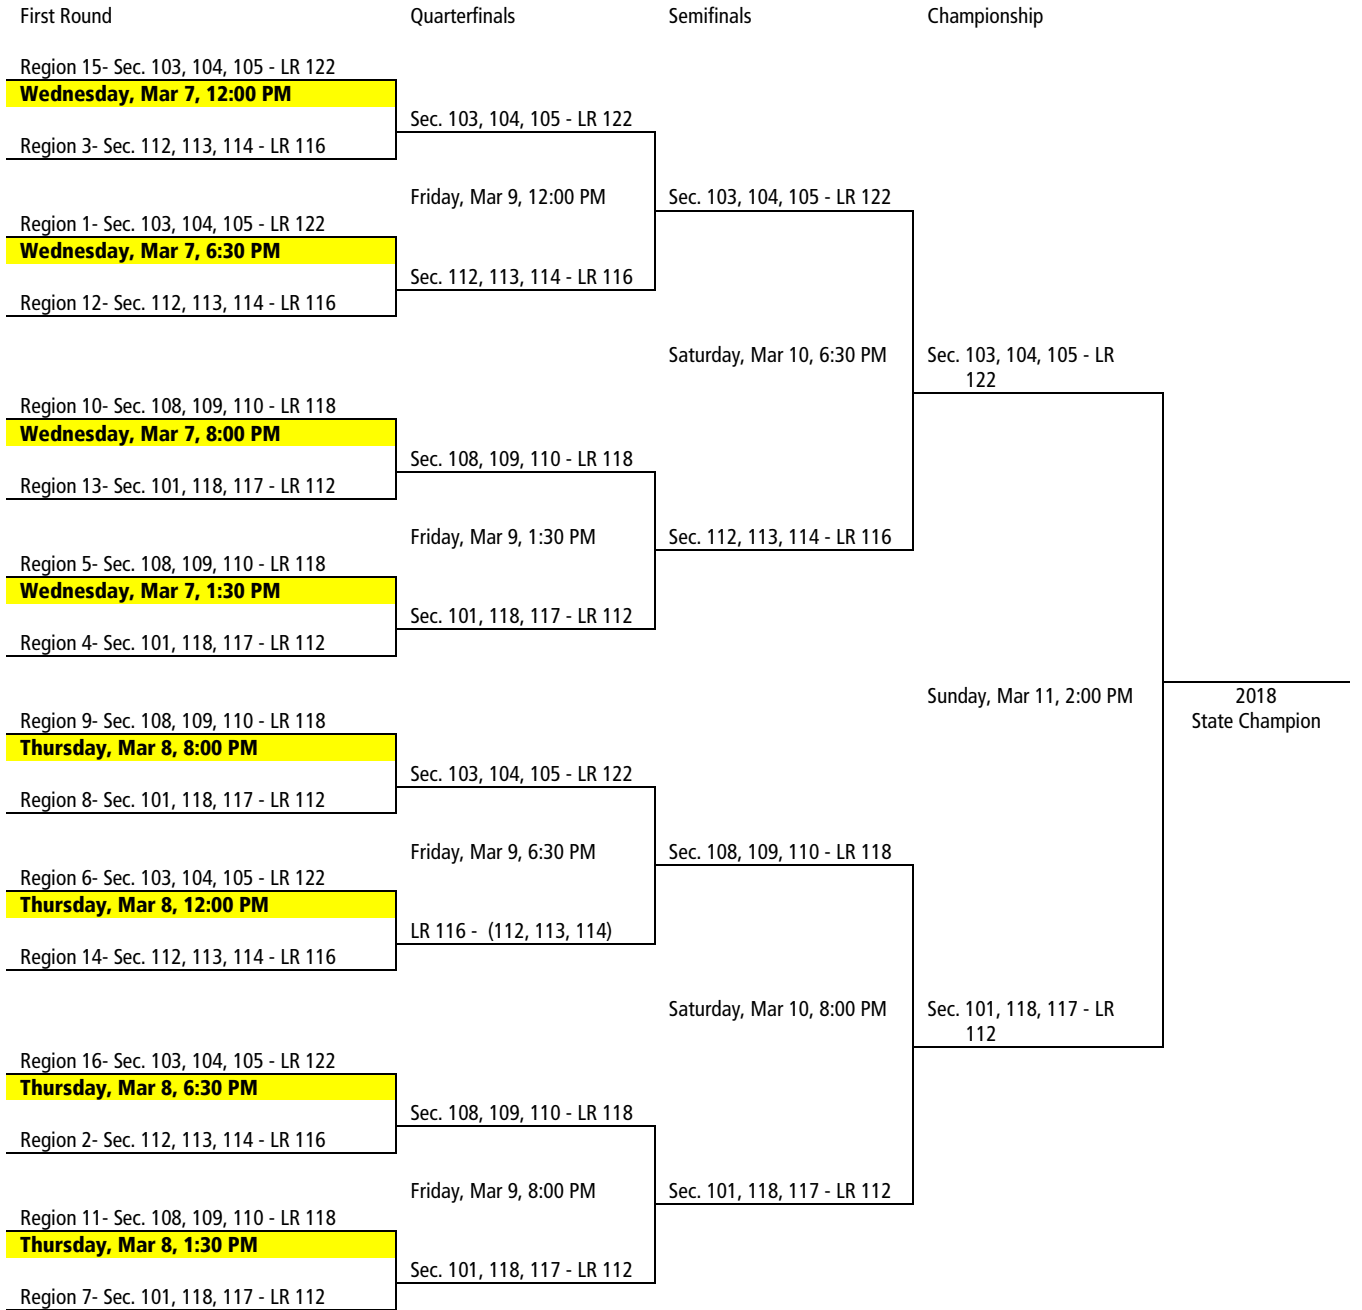 First Round
Quarterfinals
Semifinals
Championship
Region 15- Sec. 103, 104, 105 - LR 122
Wednesday, Mar 7, 12:00 PM
Sec. 103, 104, 105 - LR 122
Region 3- Sec. 112, 113, 114 - LR 116
Friday, Mar 9, 12:00 PM
Sec. 103, 104, 105 - LR 122
Region 1- Sec. 103, 104, 105 - LR 122
Wednesday, Mar 7, 6:30 PM
Sec. 112, 113, 114 - LR 116
Region 12- Sec. 112, 113, 114 - LR 116
Saturday, Mar 10, 6:30 PM
Sec. 103, 104, 105 - LR
122
Region 10- Sec. 108, 109, 110 - LR 118
Wednesday, Mar 7, 8:00 PM
Sec. 108, 109, 110 - LR 118
Region 13- Sec. 101, 118, 117 - LR 112
Friday, Mar 9, 1:30 PM
Sec. 112, 113, 114 - LR 116
Region 5- Sec. 108, 109, 110 - LR 118
Wednesday, Mar 7, 1:30 PM
Sec. 101, 118, 117 - LR 112
Region 4- Sec. 101, 118, 117 - LR 112
Sunday, Mar 11, 2:00 PM
2018
State Champion
Region 9- Sec. 108, 109, 110 - LR 118
Thursday, Mar 8, 8:00 PM
Sec. 103, 104, 105 - LR 122
Region 8- Sec. 101, 118, 117 - LR 112
Friday, Mar 9, 6:30 PM
Sec. 108, 109, 110 - LR 118
Region 6- Sec. 103, 104, 105 - LR 122
Thursday, Mar 8, 12:00 PM
LR 116 - (112, 113, 114)
Region 14- Sec. 112, 113, 114 - LR 116
Saturday, Mar 10, 8:00 PM
Sec. 101, 118, 117 - LR
112
Region 16- Sec. 103, 104, 105 - LR 122
Thursday, Mar 8, 6:30 PM
Sec. 108, 109, 110 - LR 118
Region 2- Sec. 112, 113, 114 - LR 116
Friday, Mar 9, 8:00 PM
Sec. 101, 118, 117 - LR 112
Region 11- Sec. 108, 109, 110 - LR 118
Thursday, Mar 8, 1:30 PM
Sec. 101, 118, 117 - LR 112
Region 7- Sec. 101, 118, 117 - LR 112